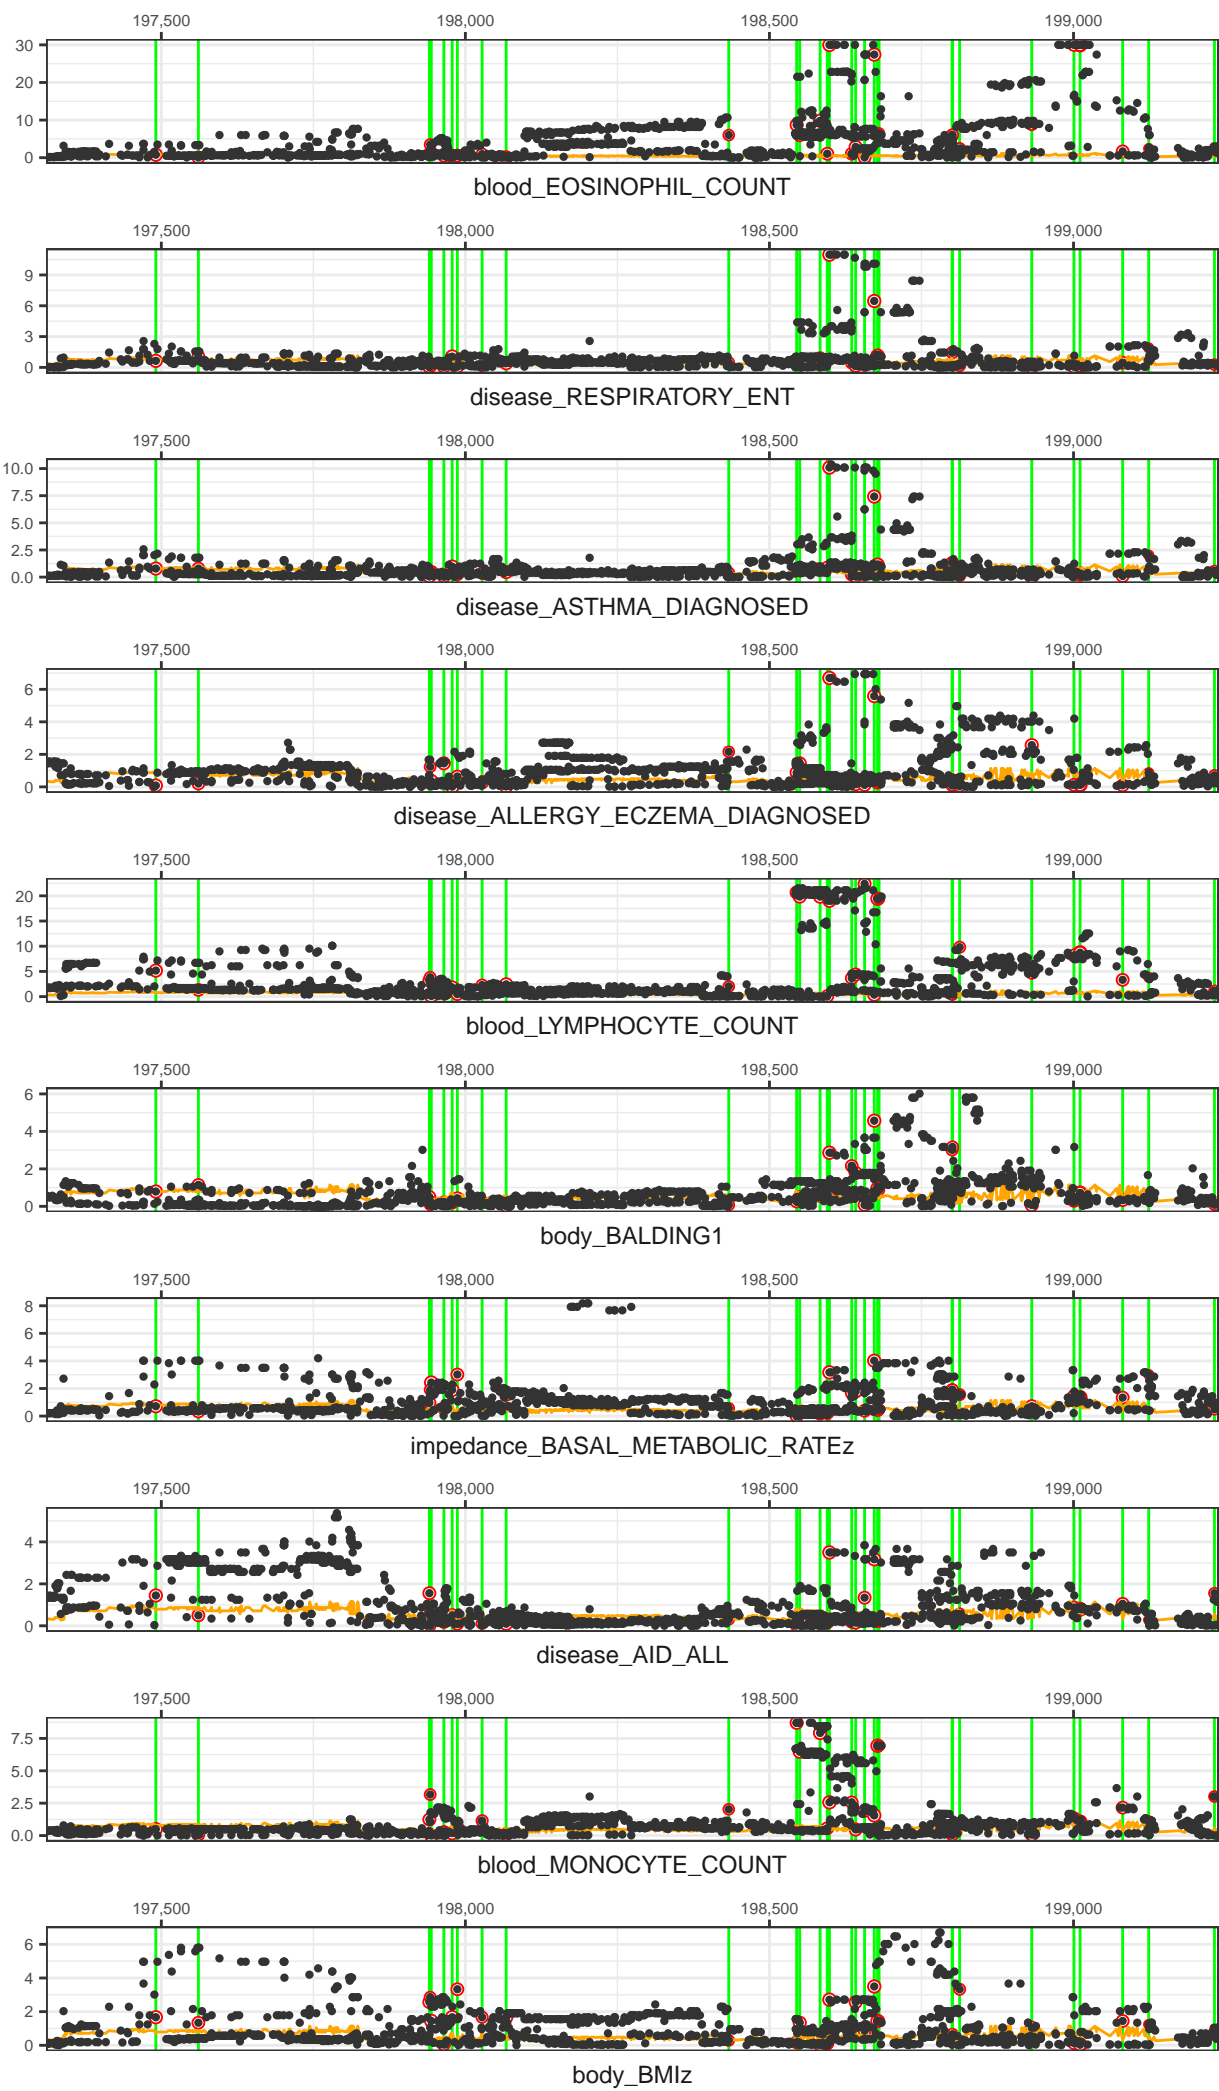 197,500 198,000 198,500 199,000
30
20
10
0
blood_EOSINOPHIL_COUNT
197,500 198,000 198,500 199,000
9
6
3
0
disease_RESPIRATORY_ENT
197,500 198,000 198,500 199,000
10.0
7.5
5.0
2.5
0.0
disease_ASTHMA_DIAGNOSED
197,500 198,000 198,500 199,000
6
4
2
0
disease_ALLERGY_ECZEMA_DIAGNOSED
197,500 198,000 198,500 199,000
20
15
10
5
0
blood_LYMPHOCYTE_COUNT
197,500 198,000 198,500 199,000
6
4
2
0
body_BALDING1
197,500 198,000 198,500 199,000
8
6
4
2
0
impedance_BASAL_METABOLIC_RATEz
197,500 198,000 198,500 199,000
4
2
0
disease_AID_ALL
197,500 198,000 198,500 199,000
7.5
5.0
2.5
0.0
blood_MONOCYTE_COUNT
197,500 198,000 198,500 199,000
6
4
2
0
body_BMIz